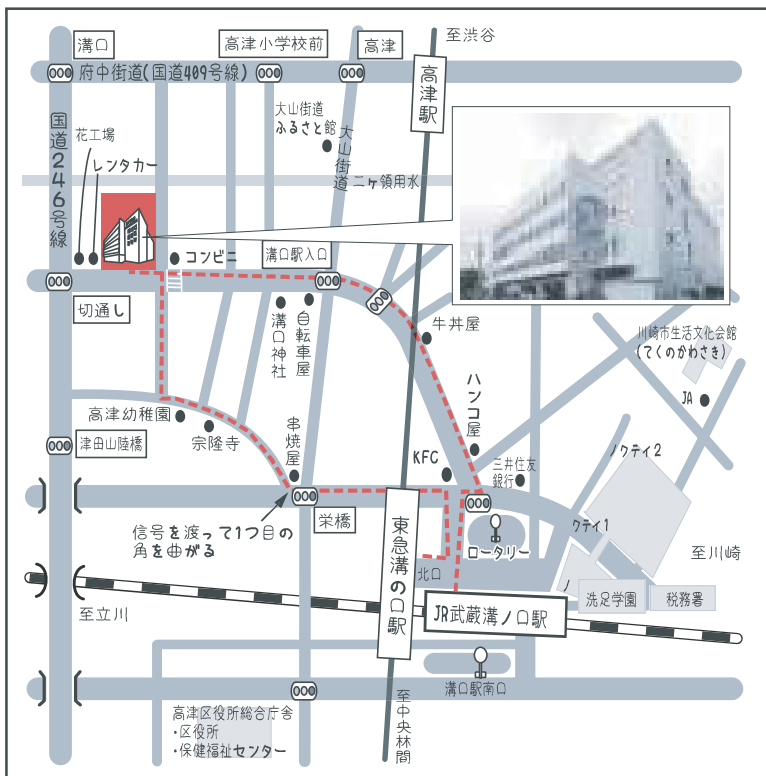 溝口
高津小学校前
高津
至渋谷
府中街道(国道409号線)
高津駅
国道246号線
花工場
レンタカー
大山街道
ふるさと館
大山街道
二ヶ領用水
コンビニ
溝口駅入口
切通し
溝口神社
自転車屋
牛丼屋
川崎市生活文化会館
(てくのかわさき)
JA
ハンコ屋
高津幼稚園
宗隆寺
串焼屋
津田山陸橋
KFC
三井住友
銀行
ノクティ2
栄橋
信号を渡って1つ目の
角を曲がる
東急溝の口駅
ロータリー
ノクティ1
至川崎
北口
洗足学園
税務署
至立川
JR武蔵溝ノ口駅
溝口駅南口
至中央林間
高津区役所総合庁舎
・区役所
・保健福祉センター